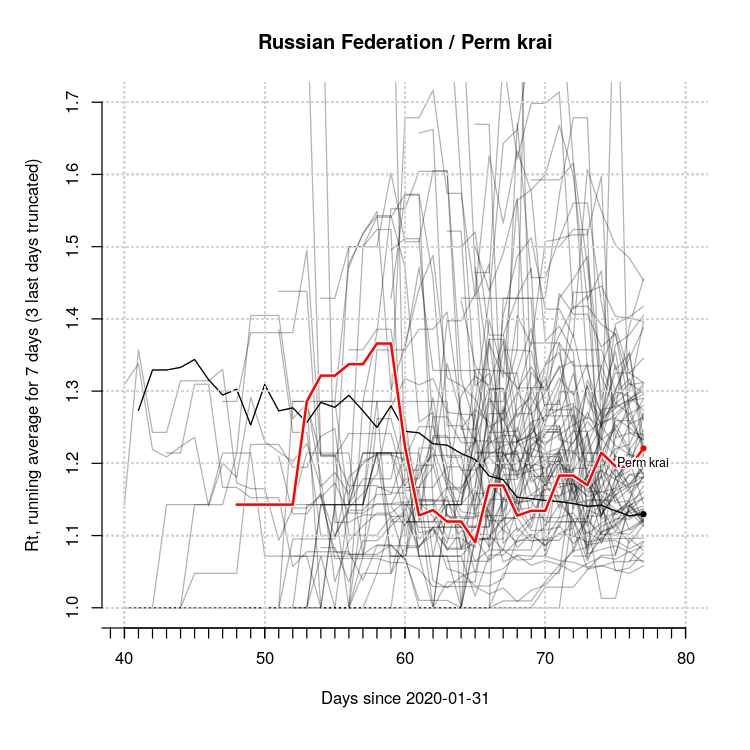 Russian Federation / Perm krai
Rt, running average for 7 days (3 last days truncated)
1.7
1.6
1.5
1.4
1.3
1.2
1.1
1.0
Perm krai
40 50 60 70 80
Days since 2020-01-31